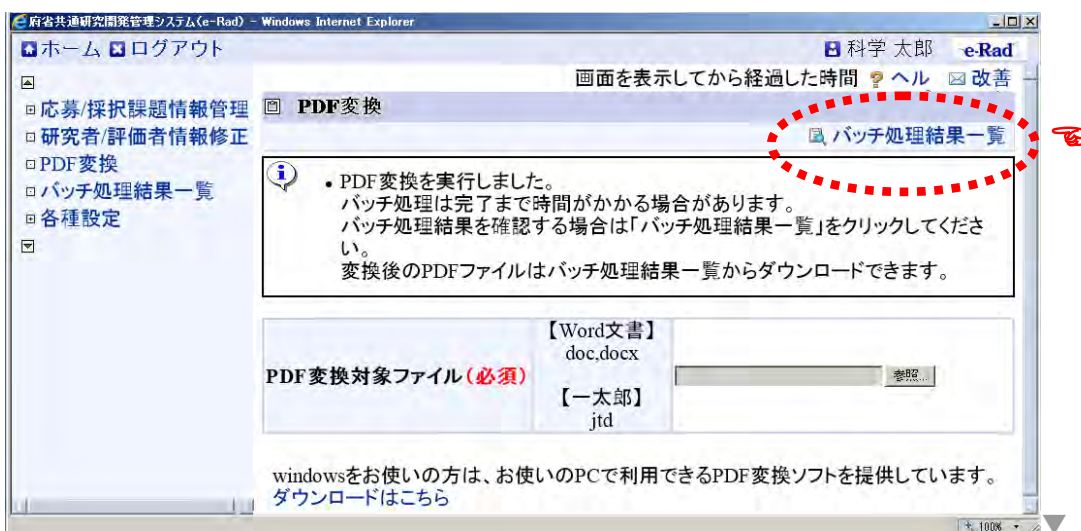 府省共通研究開発管理システム(e-Rad) - Windows Internet Explorer
ホーム ログアウト
科学 太郎 e-Rad
画面を表示してから経過した時間 ヘル 改善
応募/採択課題情報管理
研究者/評価者情報修正
PDF変換
バッチ処理結果一覧
各種設定
PDF変換
バッチ処理結果一覧
• PDF変換を実行しました。
バッチ処理は完了まで時間がかかる場合があります。
バッチ処理結果を確認する場合は「バッチ処理結果一覧」をクリックしてくださ
い。
変換後のPDFファイルはバッチ処理結果一覧からダウンロードできます。
PDF変換対象ファイル(必須)
【Word文書】
doc,docx
【一太郎】
jtd
参照...
windowsをお使いの方は、お使いのPCで利用できるPDF変換ソフトを提供しています。
ダウンロードはこちら
100%